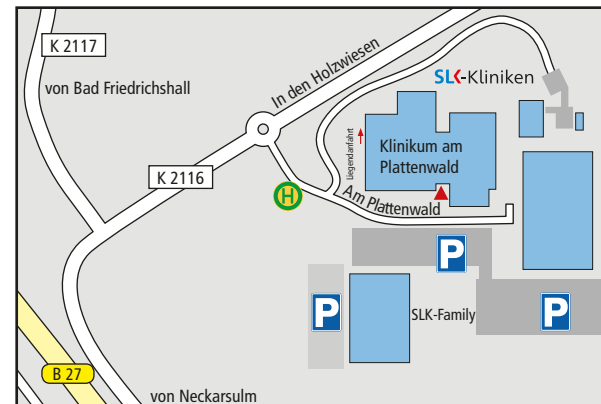 K 2117
von Bad Friedrichshall
In den Holzwiesen
SLK-Kliniken
Liegendanfahrt
Klinikum am
Plattenwald
K 2116
H
Am Plattenwald
P
P
SLK-Family
P
B 27
von Neckarsulm